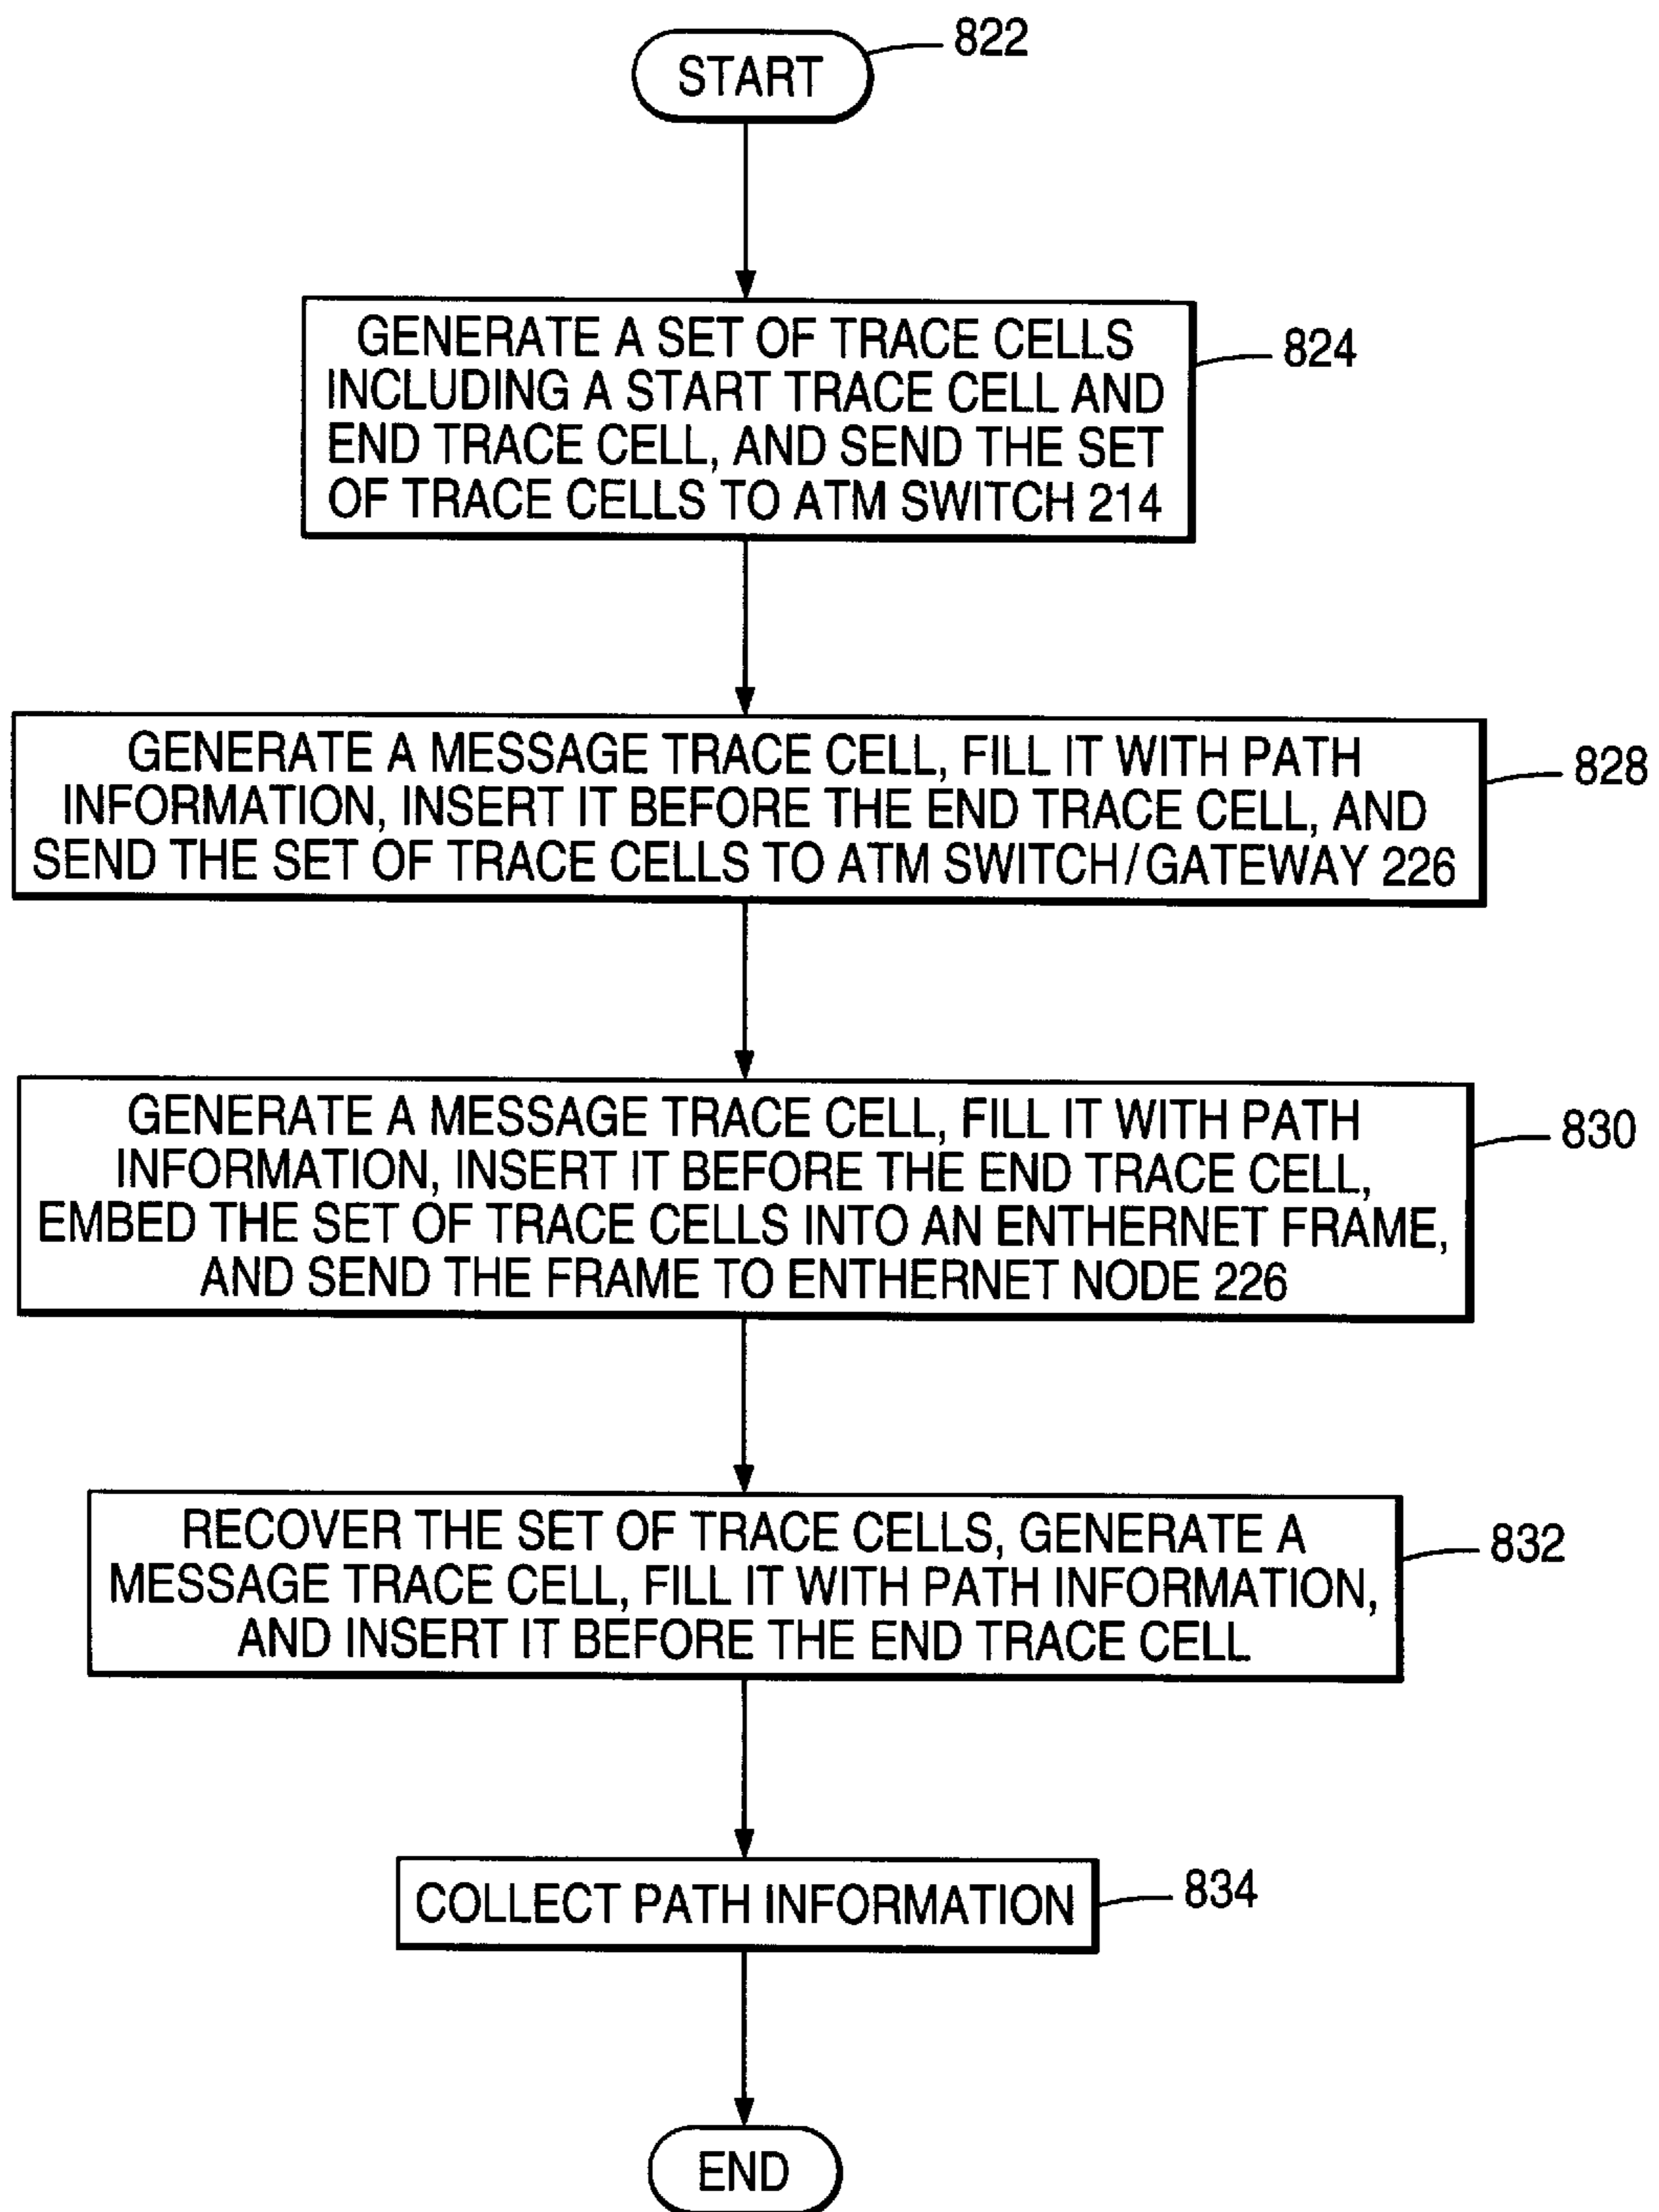 START
822
GENERATE A SET OF TRACE CELLS
INCLUDING A START TRACE CELL AND
END TRACE CELL, AND SEND THE SET
OF TRACE CELLS TO ATM SWITCH 214
824
GENERATE A MESSAGE TRACE CELL, FILL IT WITH PATH
INFORMATION, INSERT IT BEFORE THE END TRACE CELL, AND
SEND THE SET OF TRACE CELLS TO ATM SWITCH/GATEWAY 226
828
GENERATE A MESSAGE TRACE CELL, FILL IT WITH PATH
INFORMATION, INSERT IT BEFORE THE END TRACE CELL,
EMBED THE SET OF TRACE CELLS INTO AN ENTHERNET FRAME,
AND SEND THE FRAME TO ENTHERNET NODE 226
830
RECOVER THE SET OF TRACE CELLS, GENERATE A
MESSAGE TRACE CELL, FILL IT WITH PATH INFORMATION,
AND INSERT IT BEFORE THE END TRACE CELL
832
COLLECT PATH INFORMATION
834
END